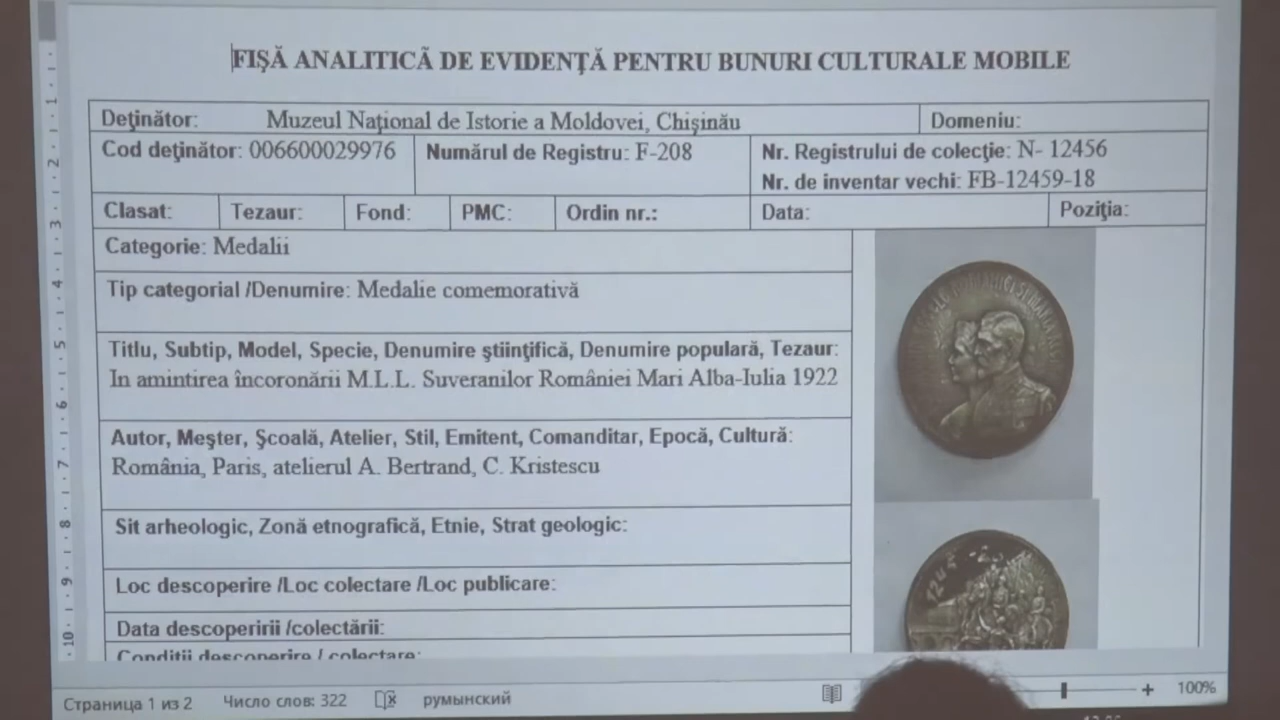 FIŞĂ ANALITICĂ DE EVIDENŢĂ PENTRU BUNURI CULTURALE MOBILE
Deţinător: Muzeul Naţional de Istorie a Moldovei, Chişinău
Domeniu:
Cod deţinător: 006600029976
Numărul de Registru: F-208
Nr. Registrului de colecţie: N- 12456
Nr. de inventar vechi: FB-12459-18
Clasat:
Tezaur:
Fond:
PMC:
Ordin nr.:
Data:
Poziţia:
Categorie: Medalii
Tip categorial /Denumire: Medalie comemorativă
Titlu, Subtip, Model, Specie, Denumire ştiinţifică, Denumire populară, Tezaur:
In amintirea încoronării M.L.L. Suveranilor României Mari Alba-Iulia 1922
Autor, Meşter, Şcoală, Atelier, Stil, Emitent, Comanditar, Epocă, Cultură:
România, Paris, atelierul A. Bertrand, C. Kristescu
Sit arheologic, Zonă etnografică, Etnie, Strat geologic:
Loc descoperire /Loc colectare /Loc publicare:
Data descoperirii /colectării:
Condiţii descoperire / colectare:
Страница 1 из 2
Число слов: 322
румынский
100%